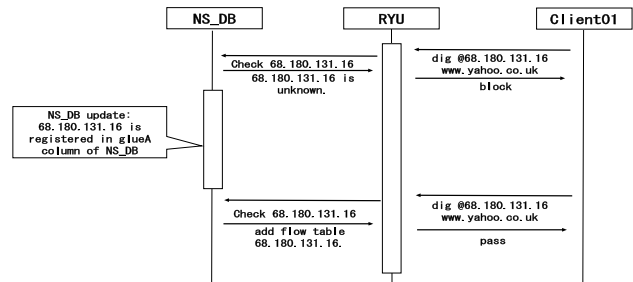 NS_DB
RYU
Client01
dig @68.180.131.16
www.yahoo.co.uk
Check 68.180.131.16
68.180.131.16 is
unknown.
block
NS_DB update:
68.180.131.16 is
registered in glueA
column of NS_DB
dig @68.180.131.16
www.yahoo.co.uk
Check 68.180.131.16
add flow table
68.180.131.16.
pass